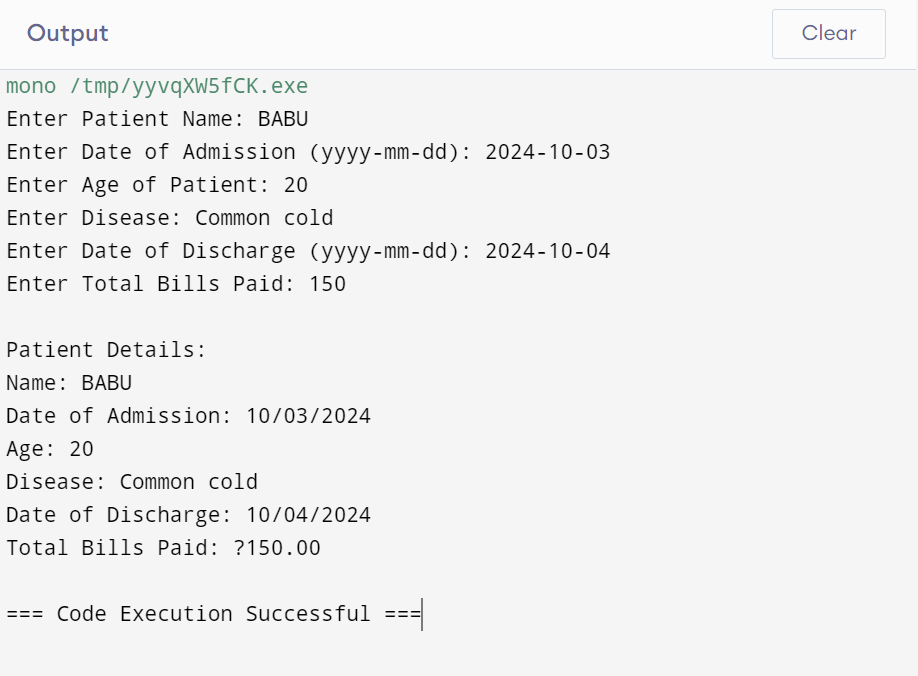 Output
Clear
mono /tmp/yyvqXW5fCK.exe
Enter Patient Name: BABU
Enter Date of Admission (yyyy-mm-dd): 2024-10-03
Enter Age of Patient: 20
Enter Disease: Common cold
Enter Date of Discharge (yyyy-mm-dd): 2024-10-04
Enter Total Bills Paid: 150
Patient Details:
Name: BABU
Date of Admission: 10/03/2024
Age: 20
Disease: Common cold
Date of Discharge: 10/04/2024
Total Bills Paid: ?150.00
=== Code Execution Successful ===